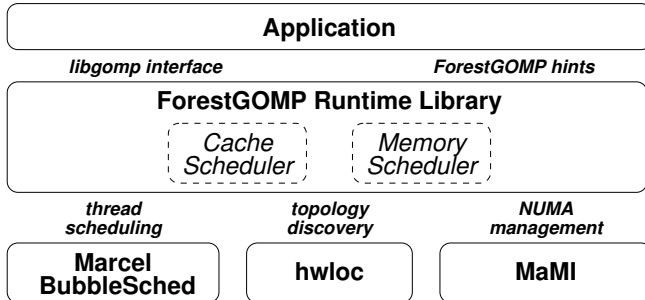 Application
libgomp interface
ForestGOMP hints
ForestGOMP Runtime Library
Cache
Scheduler
Memory
Scheduler
thread
scheduling
topology
discovery
NUMA
management
Marcel
BubbleSched
hwloc
MaMI